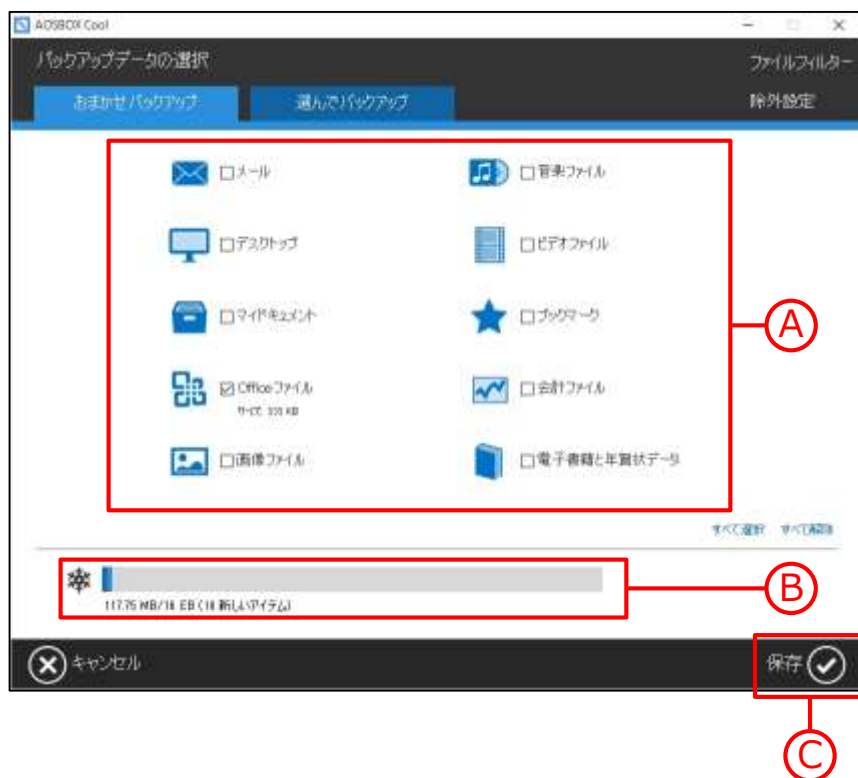 AOSBOX Cool
バックアップデータの選択
ファイルフィルター
おまかせバックアップ
選んでバックアップ
除外設定
メール
音楽ファイル
デスクトップ
ビデオファイル
マイドキュメント
ブックマーク
A
Officeファイル
会計ファイル
サイズ:
KB
画像ファイル
電子書籍と年賀状データ
すべて選択 すべて解除
117.75 MB/18 EB (18 新しいアイテム)
B
キャンセル
保存
C